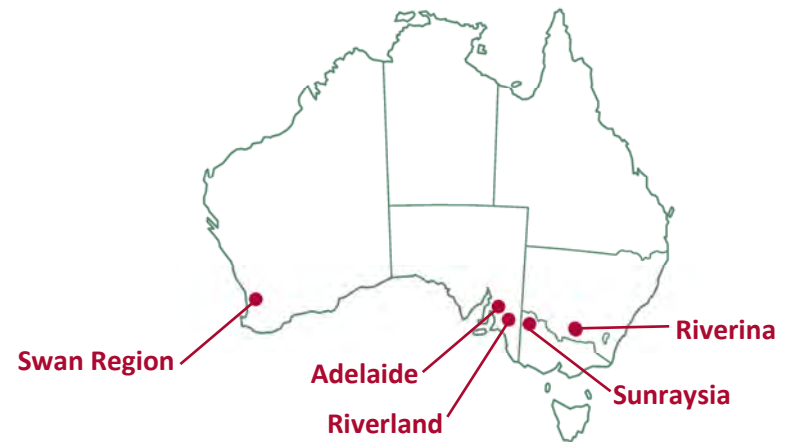 Riverina
Swan Region
Adelaide
Sunraysia
Riverland